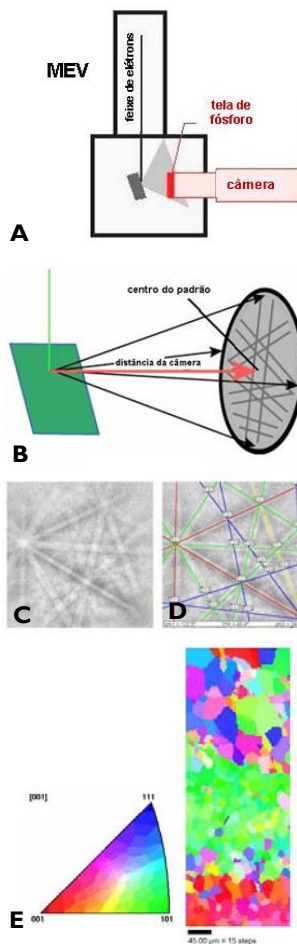 MEV
feixe de elétrons
tela de
fósforo
câmera
A
centro do padrão
distância da câmera
B
C
D
[001]
111
001
101
E
45.00 µm = 15 steps